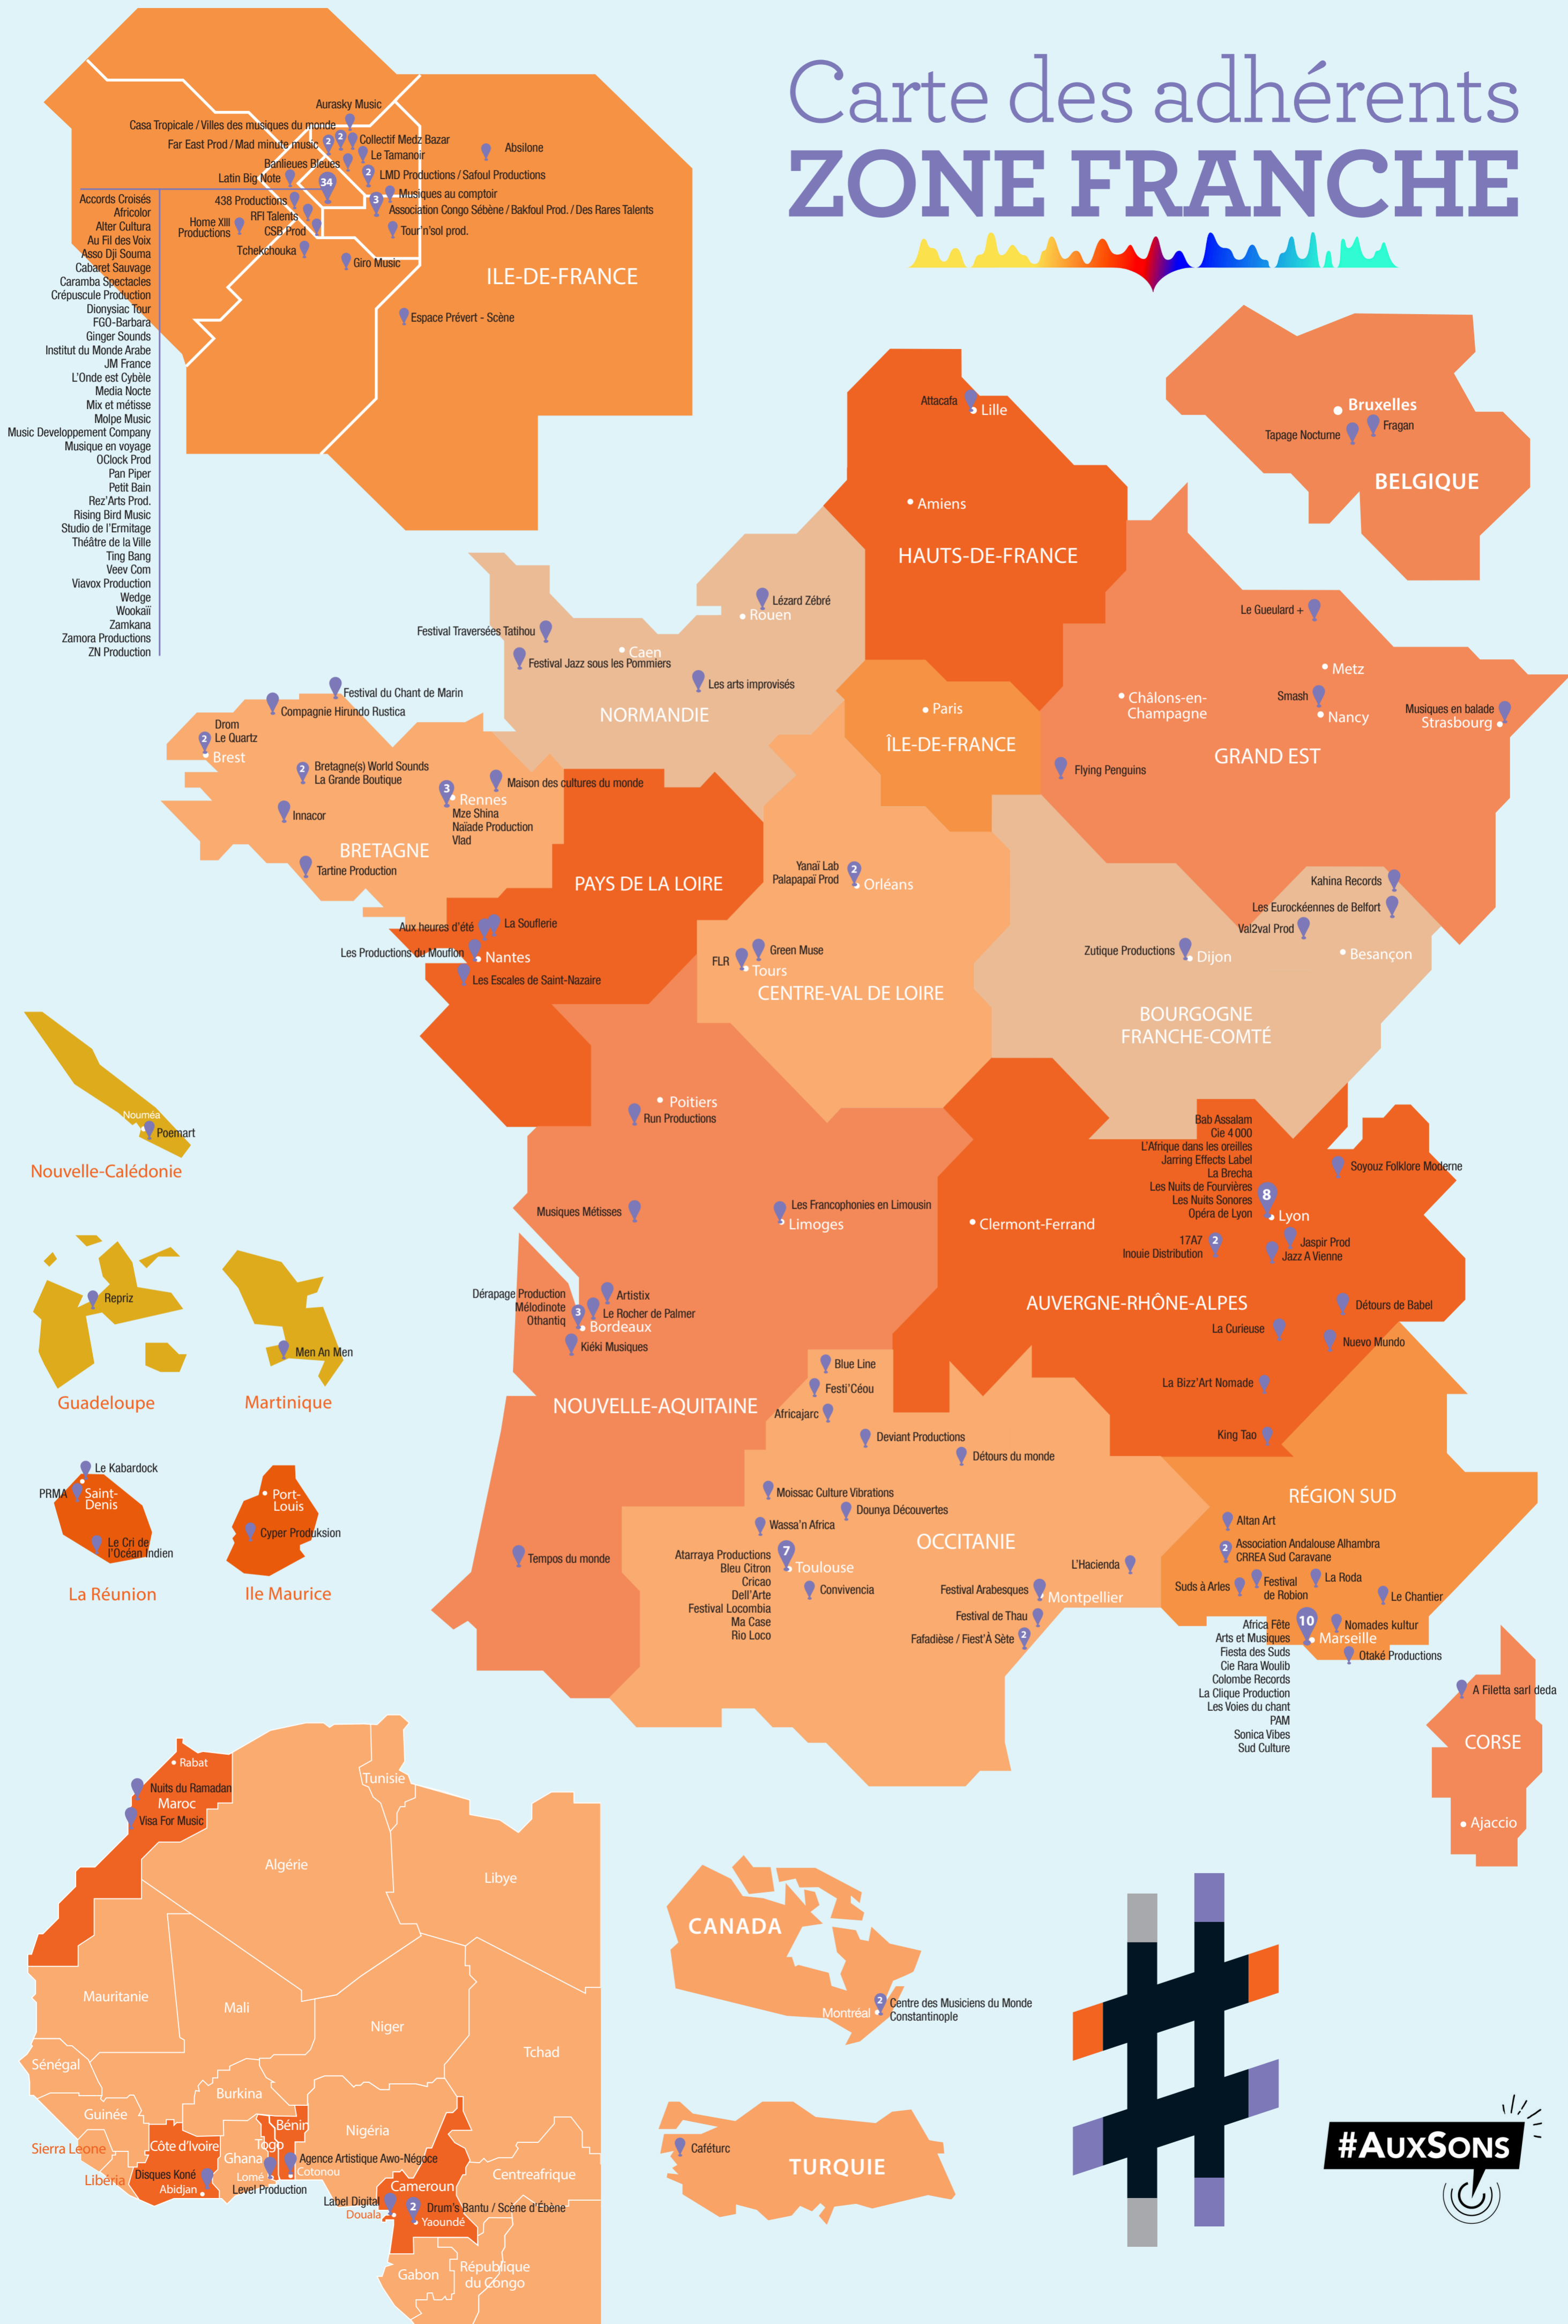 Carte des adhérents
ZONE FRANCHE
Aurasky Music
Casa Tropicale / Villes des musiques du monde
2
Collectif Medz Bazar
Far East Prod / Mad minute music
2
Le Tamanoir
Absilone
Banlieues Bleues
2
LMD Productions / Safoul Productions
Latin Big Note
34
Musiques au comptoir
438 Productions
3
Association Congo Sébène / Bakfoul Prod. / Des Rares Talents
RFI Talents
Home XIII
Productions
CSB Prod
Tour'n'sol prod.
Tchekchouka
Giro Music
ILE-DE-FRANCE
Espace Prévert - Scène
Accords Croisés
Africolor
Alter Cultura
Au Fil des Voix
Asso Dji Souma
Cabaret Sauvage
Caramba Spectacles
Crépuscule Production
Dionysiac Tour
FGO-Barbara
Ginger Sounds
Institut du Monde Arabe
JM France
L'Onde est Cybèle
Media Nocte
Mix et métisse
Molpe Music
Music Developpement Company
Musique en voyage
OClock Prod
Pan Piper
Petit Bain
Rez'Arts Prod.
Rising Bird Music
Studio de l'Ermitage
Théâtre de la Ville
Ting Bang
Veev Com
Viavox Production
Wedge
Wookaïï
Zamkana
Zamora Productions
ZN Production
Bruxelles
Tapage Nocturne
Fragan
BELGIQUE
Attacafa
Lille
Amiens
HAUTS-DE-FRANCE
Lézard Zébré
Rouen
Festival Traversées Tatihou
Caen
Festival Jazz sous les Pommiers
Les arts improvisés
NORMANDIE
Le Gueulard +
Metz
Châlons-en-
Champagne
Smash
Nancy
Musiques en balade
Strasbourg
GRAND EST
Flying Penguins
Paris
ÎLE-DE-FRANCE
Festival du Chant de Marin
Compagnie Hirundo Rustica
Drom
Le Quartz
2
Brest
2
Bretagne(s) World Sounds
La Grande Boutique
Maison des cultures du monde
3
Rennes
Mze Shina
Naïade Production
Vlad
Innacor
BRETAGNE
Tartine Production
PAYS DE LA LOIRE
Aux heures d'été
La Souflerie
Les Productions du Mouflon
Nantes
Les Escales de Saint-Nazaire
Yanaï Lab
Palapapaï Prod
2
Orléans
Green Muse
FLR
Tours
CENTRE-VAL DE LOIRE
Kahina Records
Les Eurockéennes de Belfort
Val2val Prod
Zutique Productions
Dijon
Besançon
BOURGOGNE
FRANCHE-COMTÉ
Nouméa
Poemart
Nouvelle-Calédonie
Repriz
Guadeloupe
Men An Men
Martinique
Le Kabardock
PRMA
Saint-
Denis
Le Cri de
l'Océan Indien
La Réunion
Port-
Louis
Cyper Produksion
Ile Maurice
Poitiers
Run Productions
Musiques Métisses
Les Francophonies en Limousin
Limoges
Dérapage Production
Mélodinote
Othantiq
3
Artistix
Le Rocher de Palmer
Bordeaux
Kiéki Musiques
NOUVELLE-AQUITAINE
Tempos du monde
Bab Assalam
Cie 4 000
L'Afrique dans les oreilles
Jarring Effects Label
La Brecha
Les Nuits de Fourvières
Les Nuits Sonores
Opéra de Lyon
8
Lyon
Soyouz Folklore Moderne
Clermont-Ferrand
17A7
Inouie Distribution
2
Jaspir Prod
Jazz A Vienne
AUVERGNE-RHÔNE-ALPES
Détours de Babel
La Curieuse
Nuevo Mundo
La Bizz'Art Nomade
King Tao
Blue Line
Festi'Céou
Africajarc
Deviant Productions
Détours du monde
Moissac Culture Vibrations
Dounya Découvertes
Wassa'n Africa
OCCITANIE
7
Toulouse
Atarraya Productions
Bleu Citron
Cricao
Dell'Arte
Festival Locombia
Ma Case
Rio Loco
Convivencia
L'Hacienda
Festival Arabesques
Montpellier
Festival de Thau
Fafadièse / Fiest'À Sète
2
RÉGION SUD
Altan Art
2
Association Andalouse Alhambra
CRREA Sud Caravane
Suds à Arles
Festival
de Robion
La Roda
Le Chantier
10
Nomades kultur
Marseille
Otaké Productions
Africa Fête
Arts et Musiques
Fiesta des Suds
Cie Rara Woulib
Colombe Records
La Clique Production
Les Voies du chant
PAM
Sonica Vibes
Sud Culture
A Filetta sarl deda
CORSE
Ajaccio
Rabat
Nuits du Ramadan
Maroc
Visa For Music
Tunisie
Algérie
Libye
Mauritanie
Mali
Niger
Tchad
Sénégal
Burkina
Guinée
Bénin
Nigéria
Sierra Leone
Côte d'Ivoire
Togo
Ghana
Agence Artistique Awo-Négoce
Libéria
Disques Koné
Lomé
Cotonou
Abidjan
Level Production
Centreafrique
Cameroun
Label Digital
2
Drum's Bantu / Scène d'Ébène
Douala
Yaoundé
Gabon
République
du Congo
CANADA
Montréal
2
Centre des Musiciens du Monde
Constantinople
Caféturc
TURQUIE
#AUXSONS